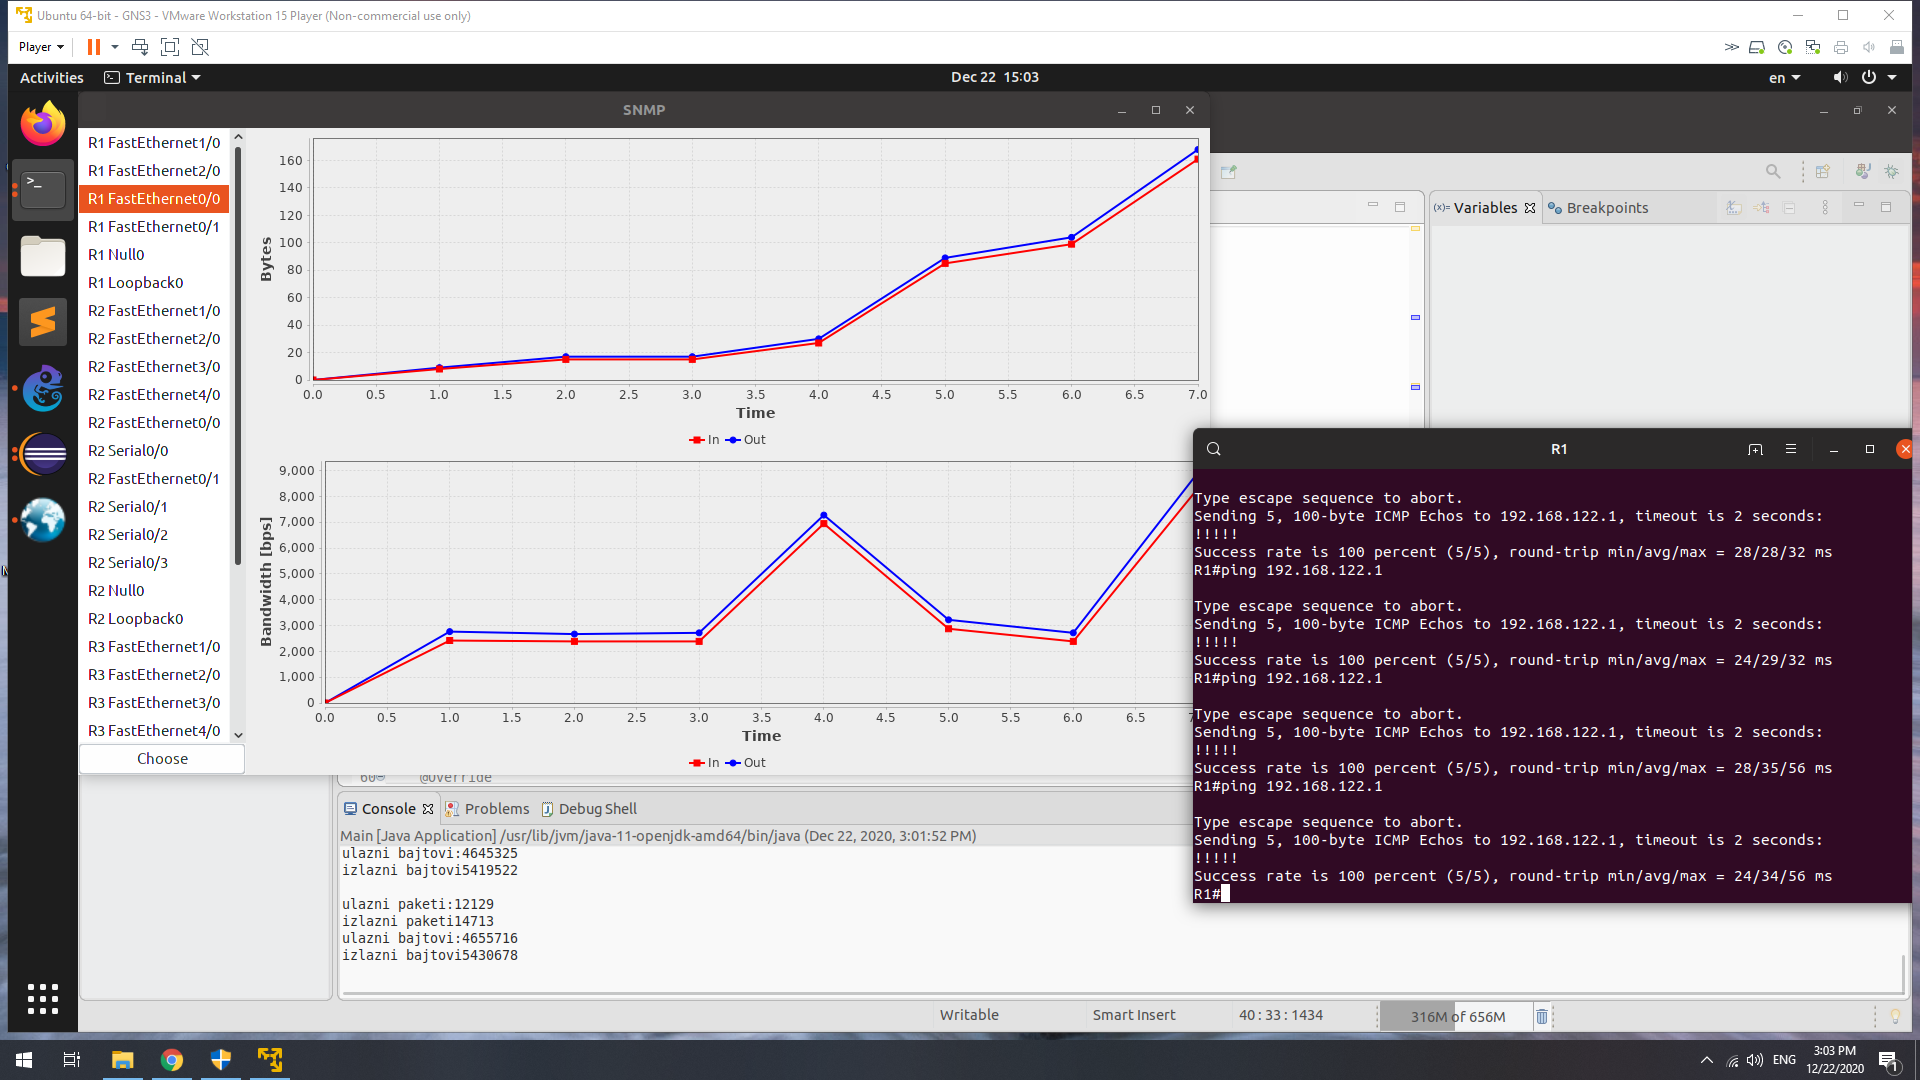 Ubuntu 64-bit - GNS3 - VMware Workstation 15 Player (Non-commercial use only)
Player
Activities
Terminal
Dec 22 15:03
en
SNMP
R1 FastEthernet1/0
R1 FastEthernet2/0
R1 FastEthernet0/0
R1 FastEthernet0/1
R1 Null0
R1 Loopback0
R2 FastEthernet1/0
R2 FastEthernet2/0
R2 FastEthernet3/0
R2 FastEthernet4/0
R2 FastEthernet0/0
R2 Serial0/0
R2 FastEthernet0/1
R2 Serial0/1
R2 Serial0/2
R2 Serial0/3
R2 Null0
R2 Loopback0
R3 FastEthernet1/0
R3 FastEthernet2/0
R3 FastEthernet3/0
R3 FastEthernet4/0
Choose
Bytes
160
140
120
100
80
60
40
20
0
0.0 0.5 1.0 1.5 2.0 2.5 3.0 3.5 4.0 4.5 5.0 5.5 6.0 6.5 7.0
Time
In Out
Bandwidth [bps]
9,000
8,000
7,000
6,000
5,000
4,000
3,000
2,000
1,000
0
0.0 0.5 1.0 1.5 2.0 2.5 3.0 3.5 4.0 4.5 5.0 5.5 6.0 6.5
Time
In Out
(x)= Variables
Breakpoints
60 @Override
Console
Problems
Debug Shell
Main [Java Application] /usr/lib/jvm/java-11-openjdk-amd64/bin/java (Dec 22, 2020, 3:01:52 PM)
ulazni bajtovi:4645325
izlazni bajtovi5419522
ulazni paketi:12129
izlazni paketi14713
ulazni bajtovi:4655716
izlazni bajtovi5430678
R1
Type escape sequence to abort.
Sending 5, 100-byte ICMP Echos to 192.168.122.1, timeout is 2 seconds:
!!!!!
Success rate is 100 percent (5/5), round-trip min/avg/max = 28/28/32 ms
R1#ping 192.168.122.1
Type escape sequence to abort.
Sending 5, 100-byte ICMP Echos to 192.168.122.1, timeout is 2 seconds:
!!!!!
Success rate is 100 percent (5/5), round-trip min/avg/max = 24/29/32 ms
R1#ping 192.168.122.1
Type escape sequence to abort.
Sending 5, 100-byte ICMP Echos to 192.168.122.1, timeout is 2 seconds:
!!!!!
Success rate is 100 percent (5/5), round-trip min/avg/max = 28/35/56 ms
R1#ping 192.168.122.1
Type escape sequence to abort.
Sending 5, 100-byte ICMP Echos to 192.168.122.1, timeout is 2 seconds:
!!!!!
Success rate is 100 percent (5/5), round-trip min/avg/max = 24/34/56 ms
R1#
Writable
Smart Insert
40 : 33 : 1434
316M of 656M
ENG
3:03 PM
12/22/2020
1